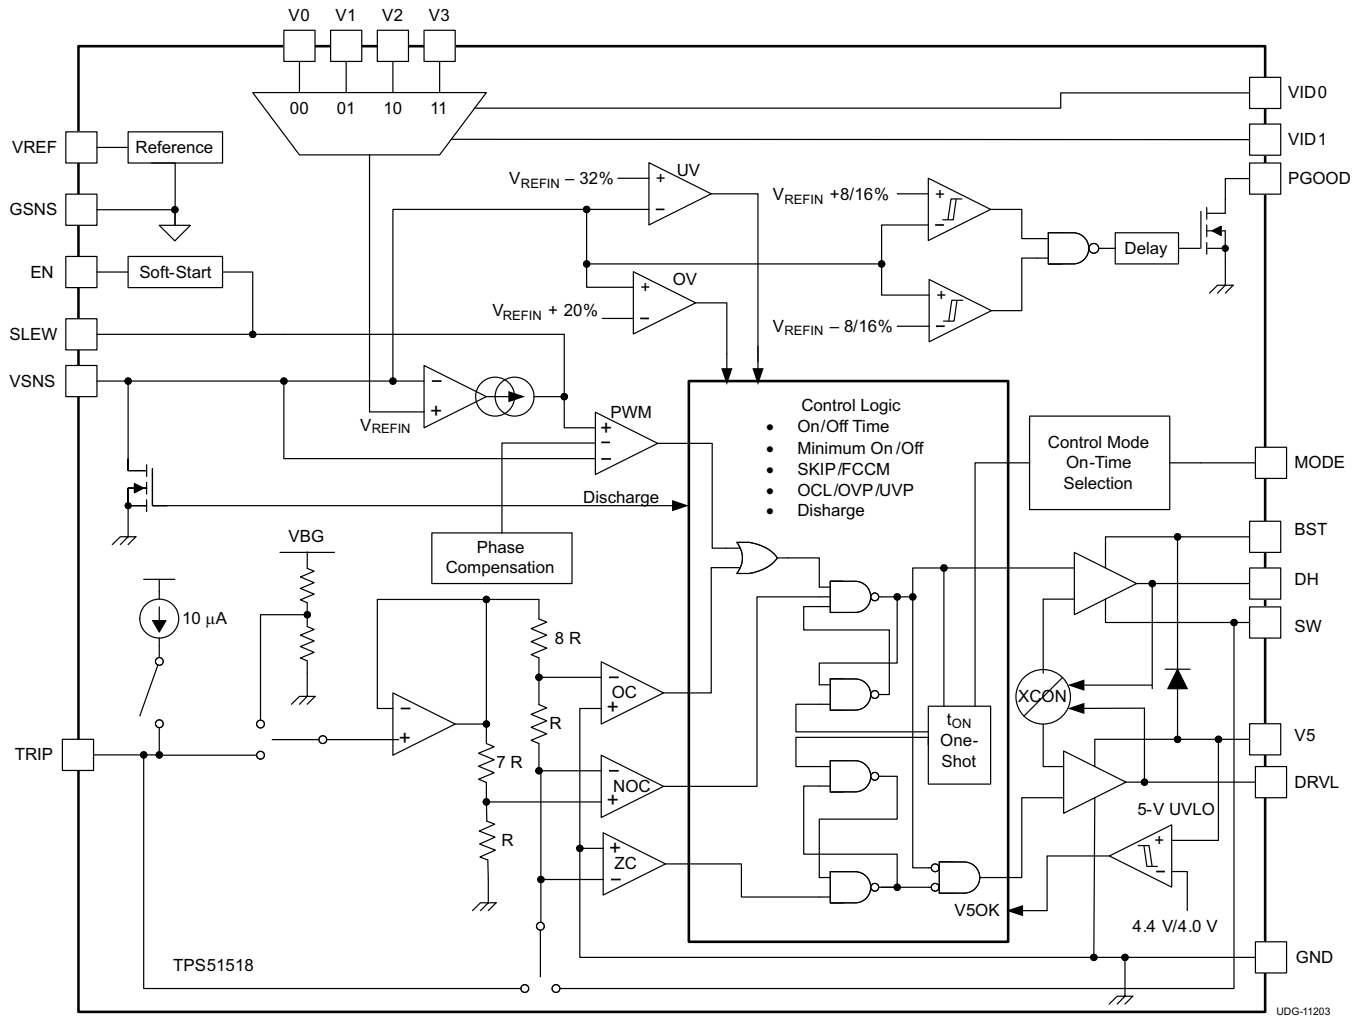 V0 V1 V2 V3
00 01 10 11
VID0
VID1
VREF
Reference
PGOOD
GSNS
UV
VREFIN – 32%
+
–
VREFIN +8/16%
+
–
Delay
EN
Soft-Start
OV
+
–
VREFIN + 20%
+
–
VREFIN – 8/16%
SLEW
VSNS
–
+
VREFIN
PWM
+
–
–
Control Logic
• On/Off Time
• Minimum On/Off
• SKIP/FCCM
• OCL/OVP/UVP
• Disharge
Control Mode
On-Time
Selection
MODE
Discharge
VBG
Phase
Compensation
BST
DH
SW
10 μA
8 R
–
OC
+
XCON
R
tON
One-
Shot
TRIP
–
+
7 R
–
NOC
+
V5
DRVL
5-V UVLO
R
+
ZC
–
+
–
V5OK
4.4 V/4.0 V
TPS51518
GND
UDG-11203